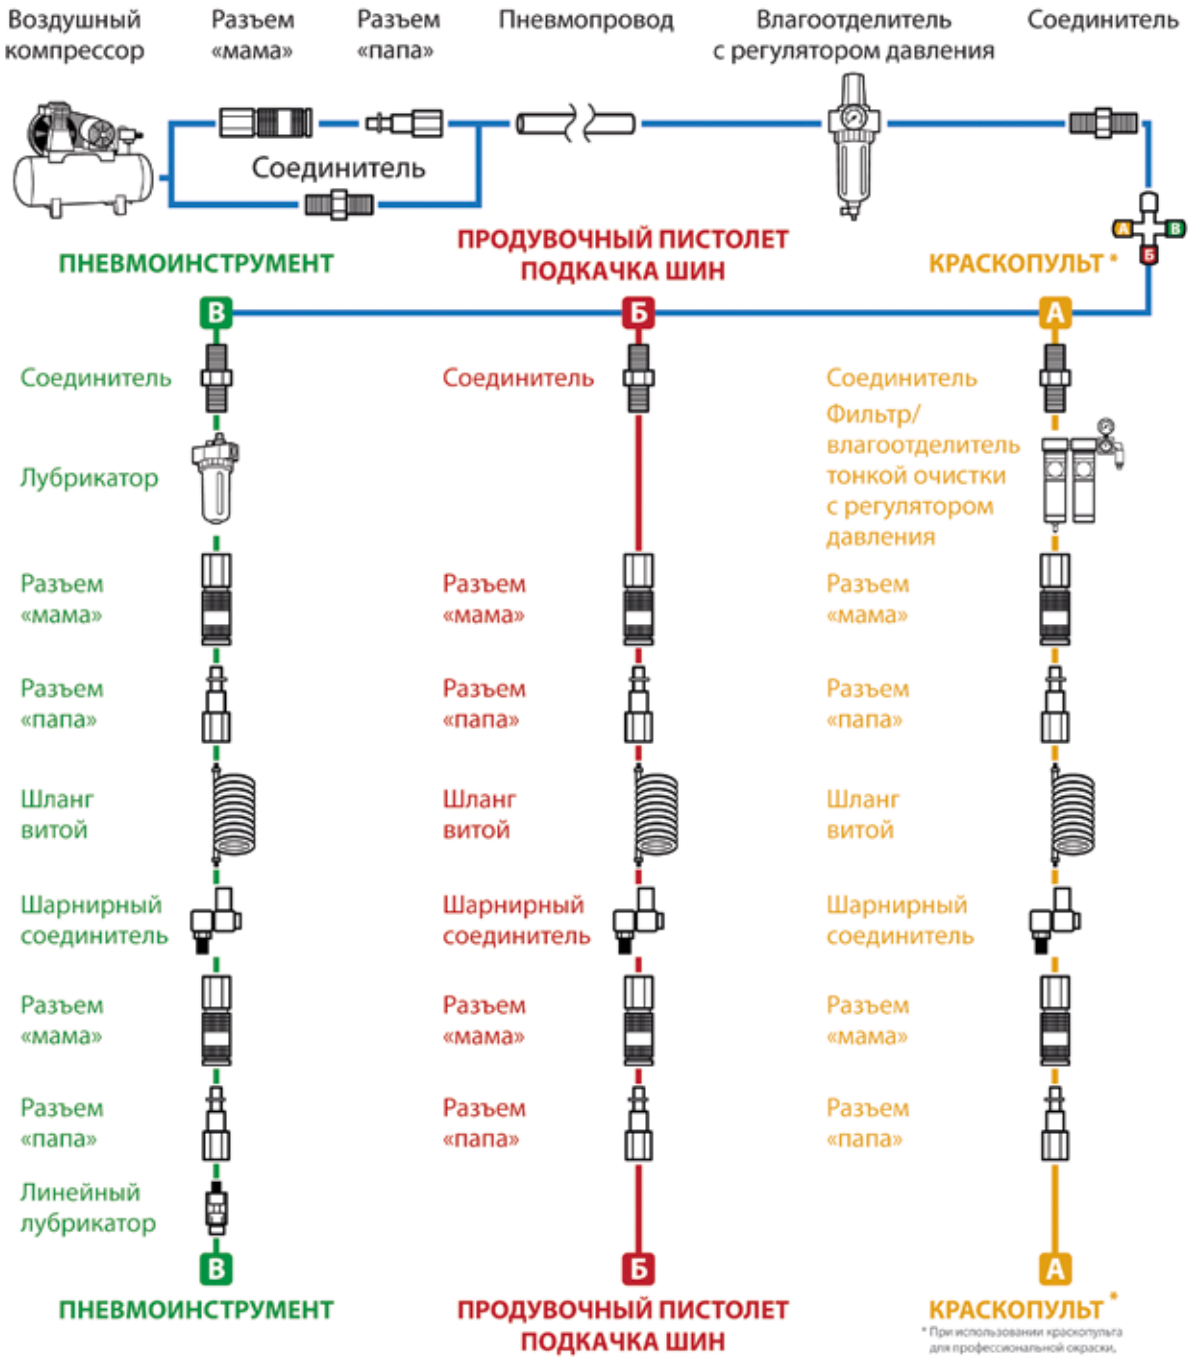 Воздушный
компрессор
Разъем
«мама»
Разъем
«папа»
Пневмопровод
Влагоотделитель
с регулятором давления
Соединитель
Соединитель
А
В
Б
ПНЕВМОИНСТРУМЕНТ
ПРОДУВОЧНЫЙ ПИСТОЛЕТ
ПОДКАЧКА ШИН
КРАСКОПУЛЬТ *
В
Б
А
Соединитель
Лубрикатор
Разъем
«мама»
Разъем
«папа»
Шланг
витой
Шарнирный
соединитель
Разъем
«мама»
Разъем
«папа»
Линейный
лубрикатор
В
ПНЕВМОИНСТРУМЕНТ
Соединитель
Разъем
«мама»
Разъем
«папа»
Шланг
витой
Шарнирный
соединитель
Разъем
«мама»
Разъем
«папа»
Б
ПРОДУВОЧНЫЙ ПИСТОЛЕТ
ПОДКАЧКА ШИН
Соединитель
Фильтр/
влагоотделитель
тонкой очистки
с регулятором
давления
Разъем
«мама»
Разъем
«папа»
Шланг
витой
Шарнирный
соединитель
Разъем
«мама»
Разъем
«папа»
А
КРАСКОПУЛЬТ *
* При использовании краскопульта
для профессиональной окраски,